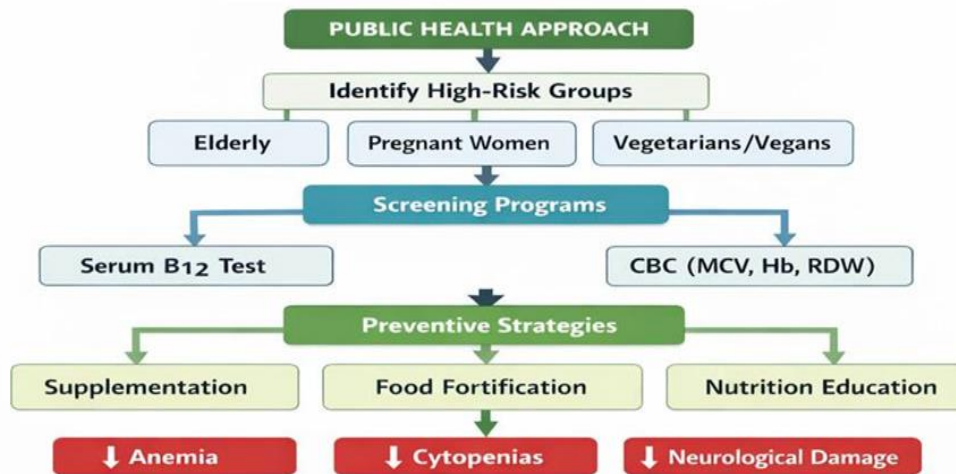 PUBLIC HEALTH APPROACH
Identify High-Risk Groups
Elderly
Pregnant Women
Vegetarians/Vegans
Screening Programs
Serum B12 Test
CBC (MCV, Hb, RDW)
Preventive Strategies
Supplementation
Food Fortification
Nutrition Education
⬇ Anemia
⬇ Cytopenias
⬇ Neurological Damage